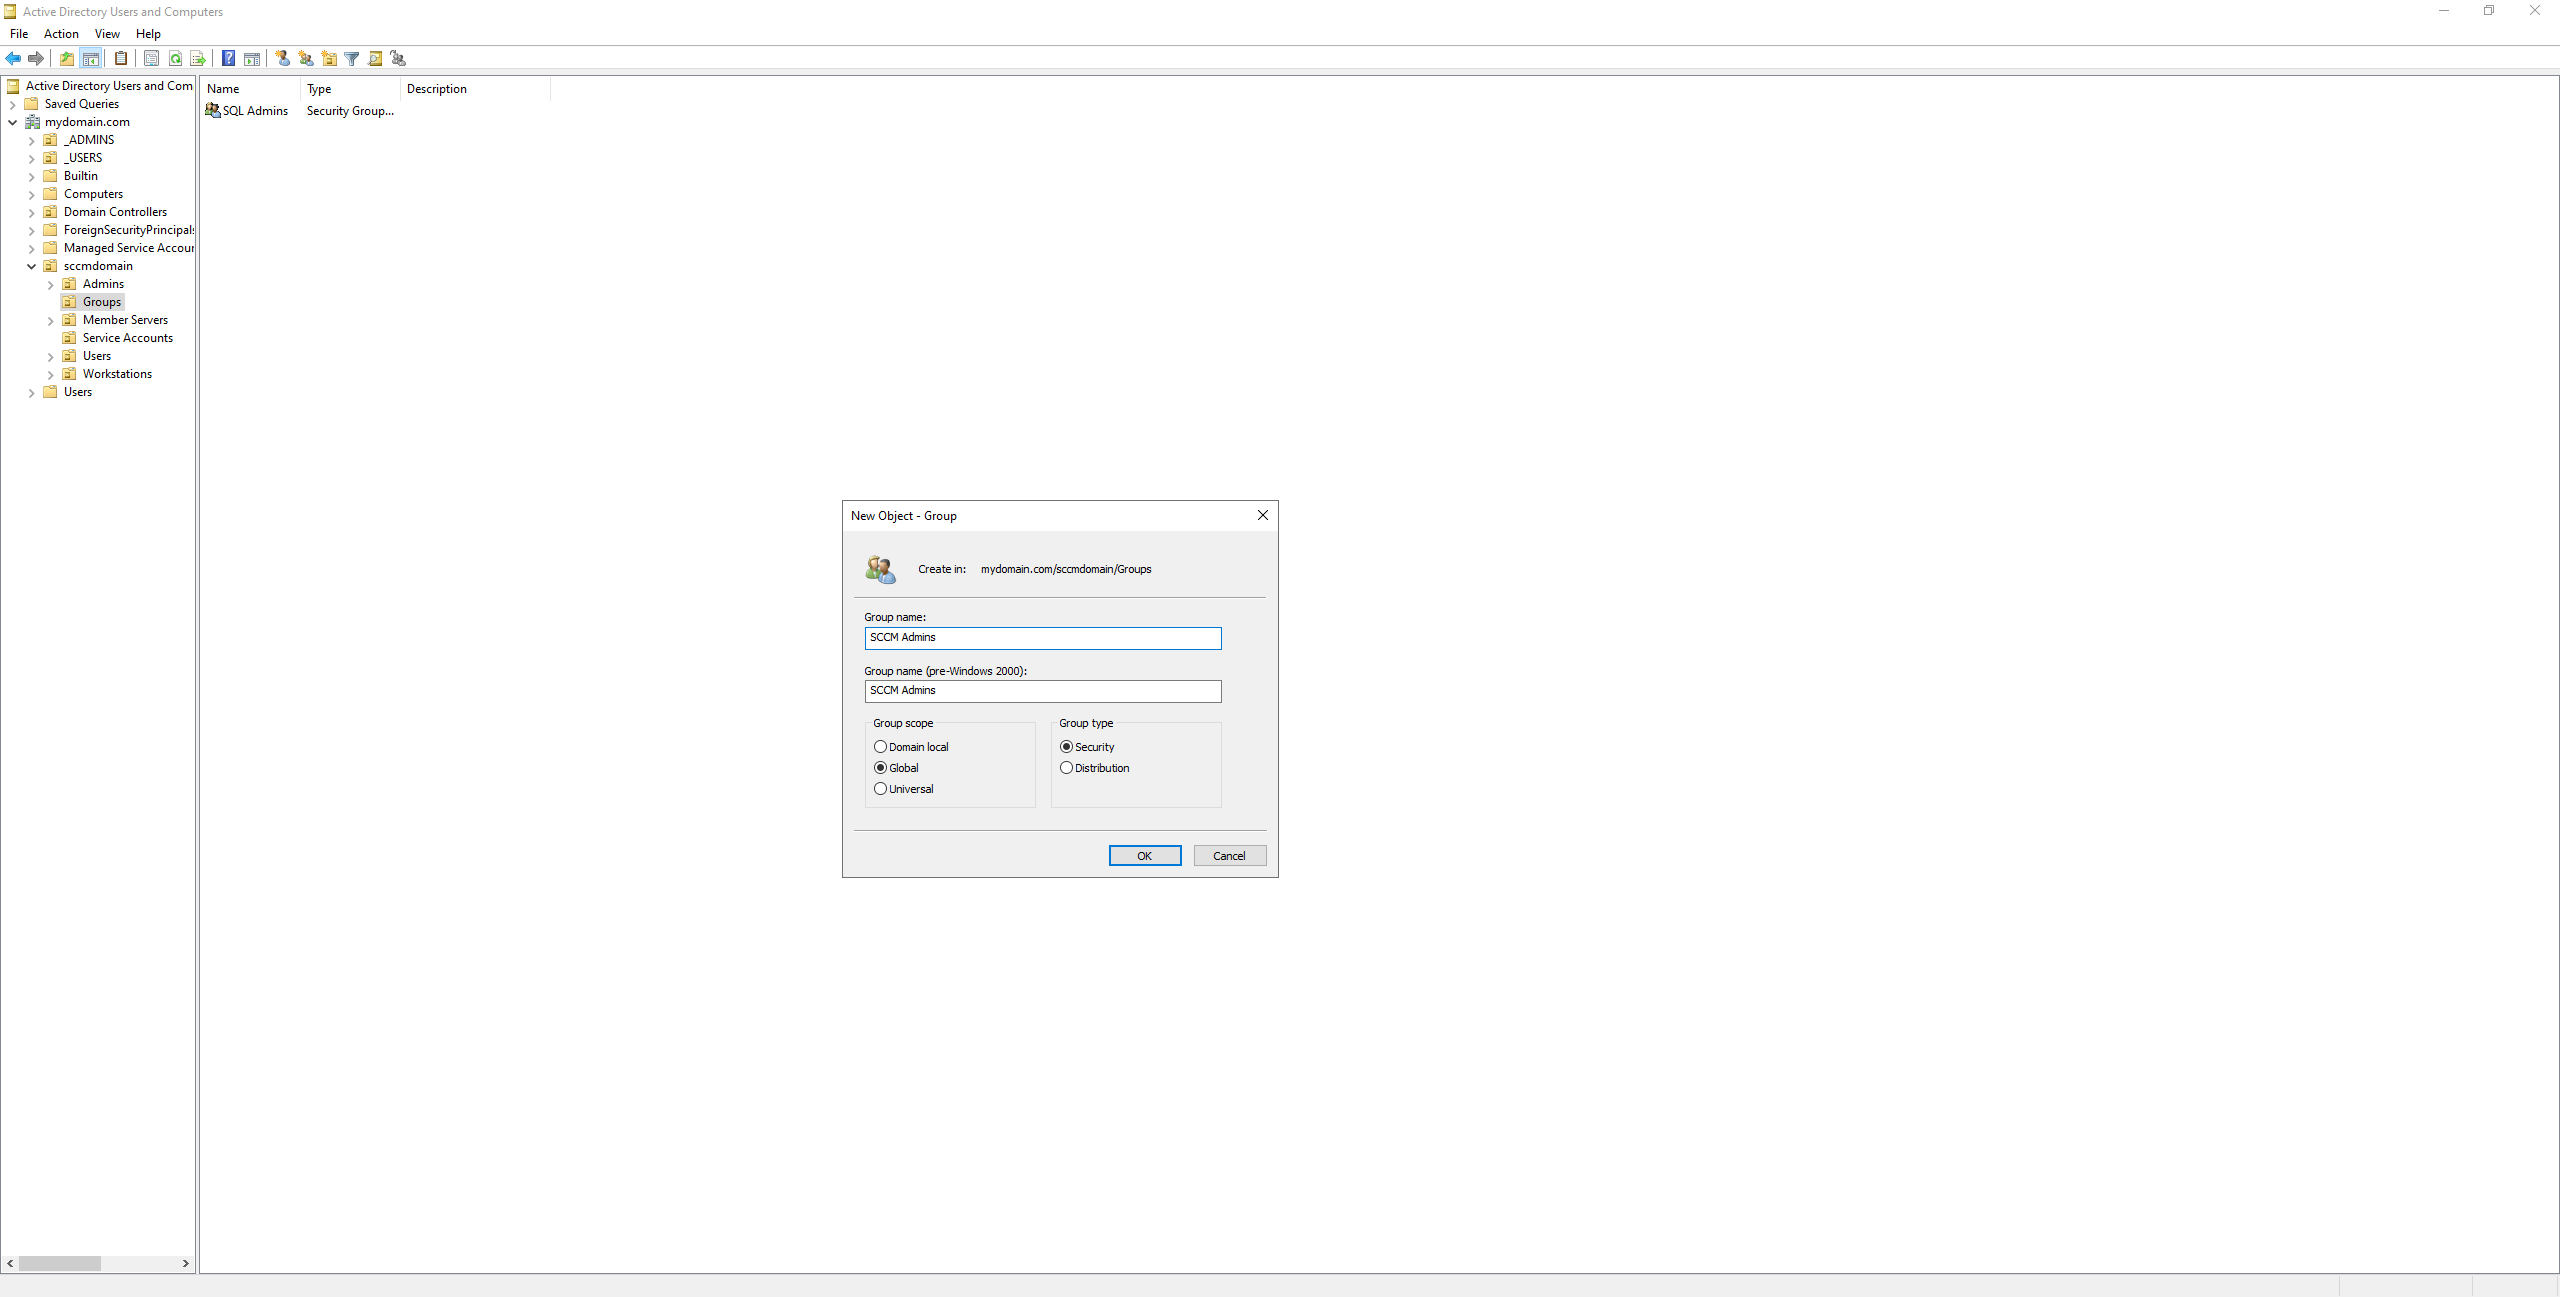 Active Directory Users and Computers
File Action View Help
Active Directory Users and Com
Saved Queries
mydomain.com
_ADMINS
_USERS
Builtin
Computers
Domain Controllers
ForeignSecurityPrincipals
Managed Service Accour
sccmdomain
Admins
Groups
Member Servers
Service Accounts
Users
Workstations
Users
Name Type Description
SQL Admins Security Group...
New Object - Group
Create in: mydomain.com/sccmdomain/Groups
Group name:
SCCM Admins
Group name (pre-Windows 2000):
SCCM Admins
Group scope
Domain local
Global
Universal
Group type
Security
Distribution
OK Cancel